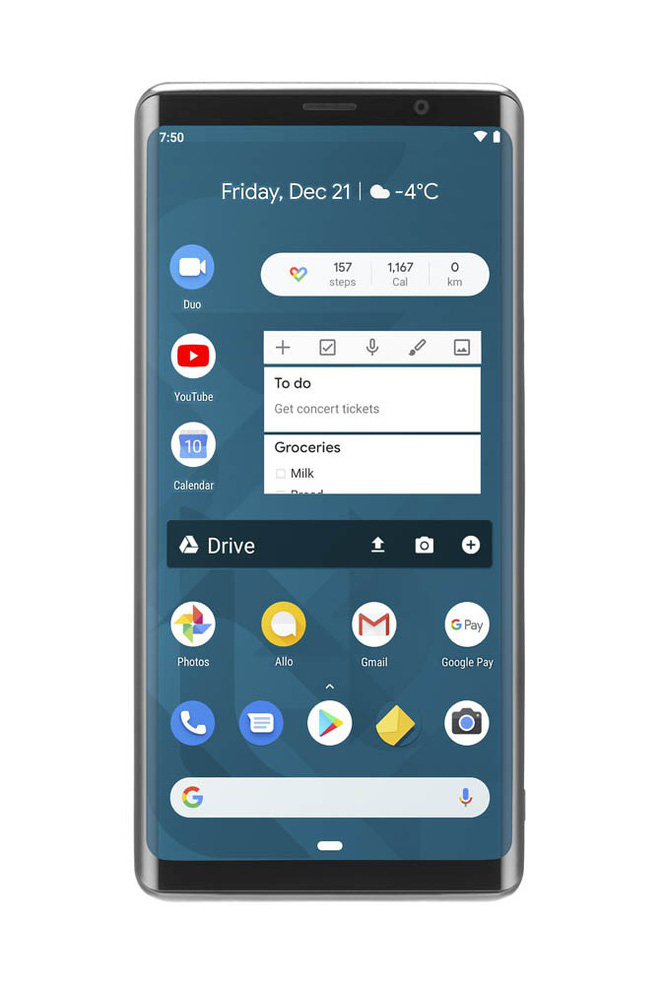 7:50
Friday, Dec 21 | -4°C
Duo
157 1,167 0
steps Cal km
YouTube
To do
Get concert tickets
Groceries
10
Milk
Calendar
Bread
Drive
Photos Allo Gmail Google Pay
G Pay